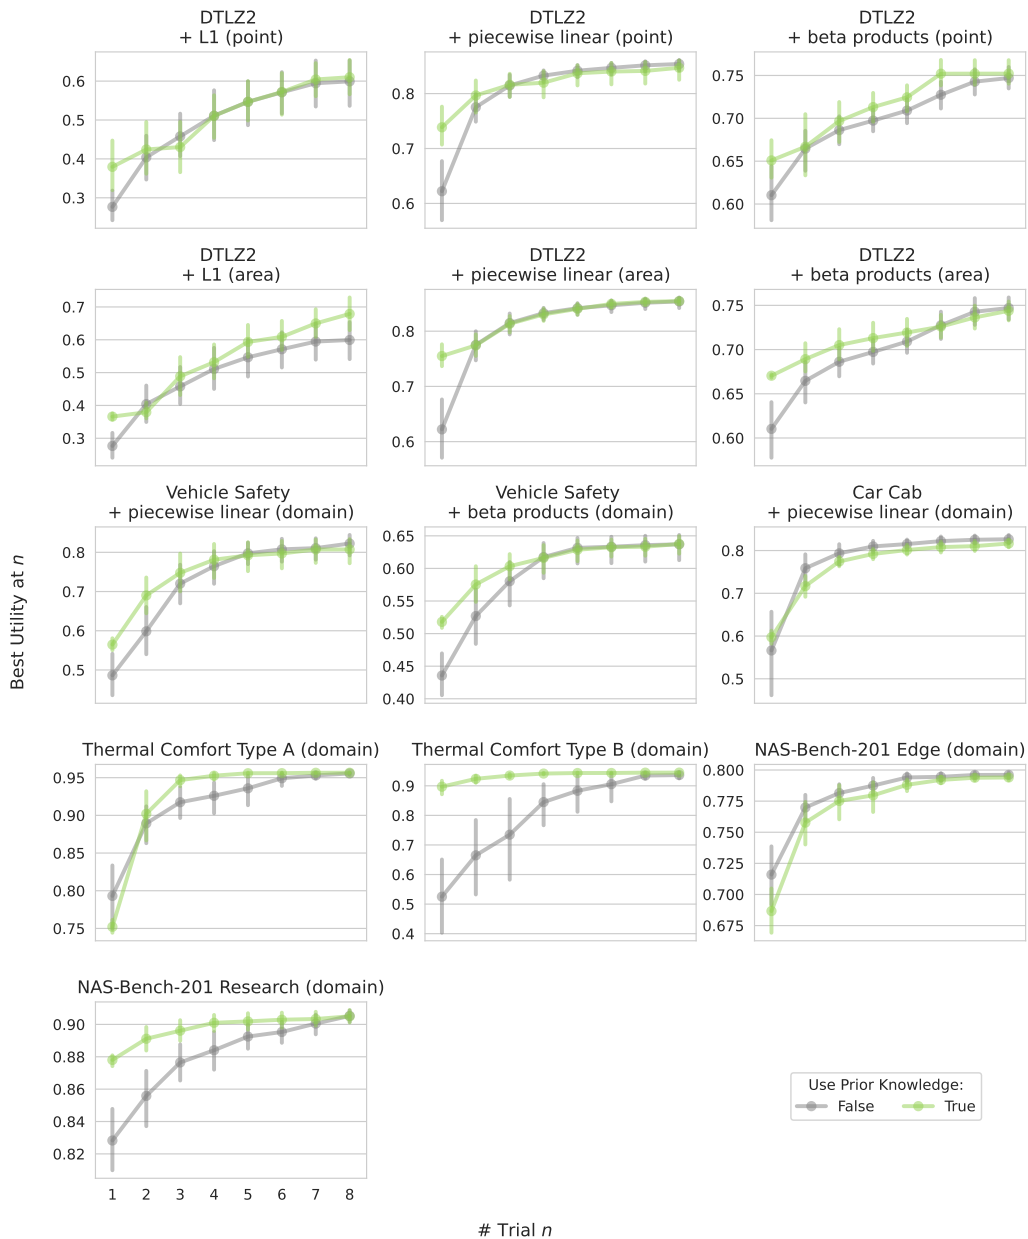 DTLZ2
+ L1 (point)
DTLZ2
+ piecewise linear (point)
DTLZ2
+ beta products (point)
0.6
0.5
0.4
0.3
0.8
0.7
0.6
0.75
0.70
0.65
0.60
DTLZ2
+ L1 (area)
DTLZ2
+ piecewise linear (area)
DTLZ2
+ beta products (area)
0.7
0.6
0.5
0.4
0.3
0.8
0.7
0.6
0.75
0.70
0.65
0.60
Vehicle Safety
+ piecewise linear (domain)
Vehicle Safety
+ beta products (domain)
Car Cab
+ piecewise linear (domain)
0.8
0.7
0.6
0.5
0.65
0.60
0.55
0.50
0.45
0.40
0.8
0.7
0.6
0.5
Best Utility at n
Thermal Comfort Type A (domain)
Thermal Comfort Type B (domain)
NAS-Bench-201 Edge (domain)
0.95
0.90
0.85
0.80
0.75
0.9
0.8
0.7
0.6
0.5
0.4
0.800
0.775
0.750
0.725
0.700
0.675
NAS-Bench-201 Research (domain)
0.90
0.88
0.86
0.84
0.82
1 2 3 4 5 6 7 8
Use Prior Knowledge:
False True
# Trial n